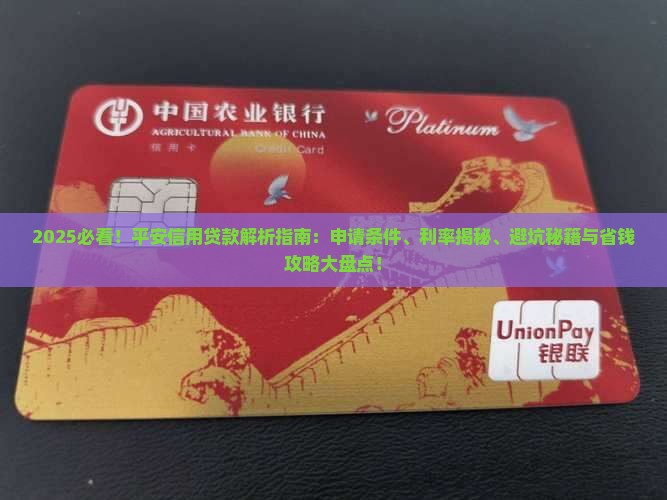 中国农业银行
AGRICULTURAL BANK OF CHINA
信用卡 Credit Card
Platinum
2025必看！平安信用贷款解析指南：申请条件、利率揭秘、避坑秘籍与省钱
攻略大盘点！
UnionPay
银联